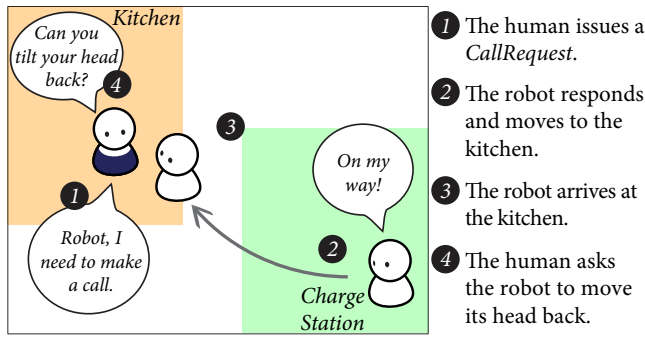 Kitchen
Can you
tilt your head
back?
4
3
1
Robot, I
need to make
a call.
On my
way!
2
Charge
Station
1 The human issues a
CallRequest.
2 The robot responds
and moves to the
kitchen.
3 The robot arrives at
the kitchen.
4 The human asks
the robot to move
its head back.